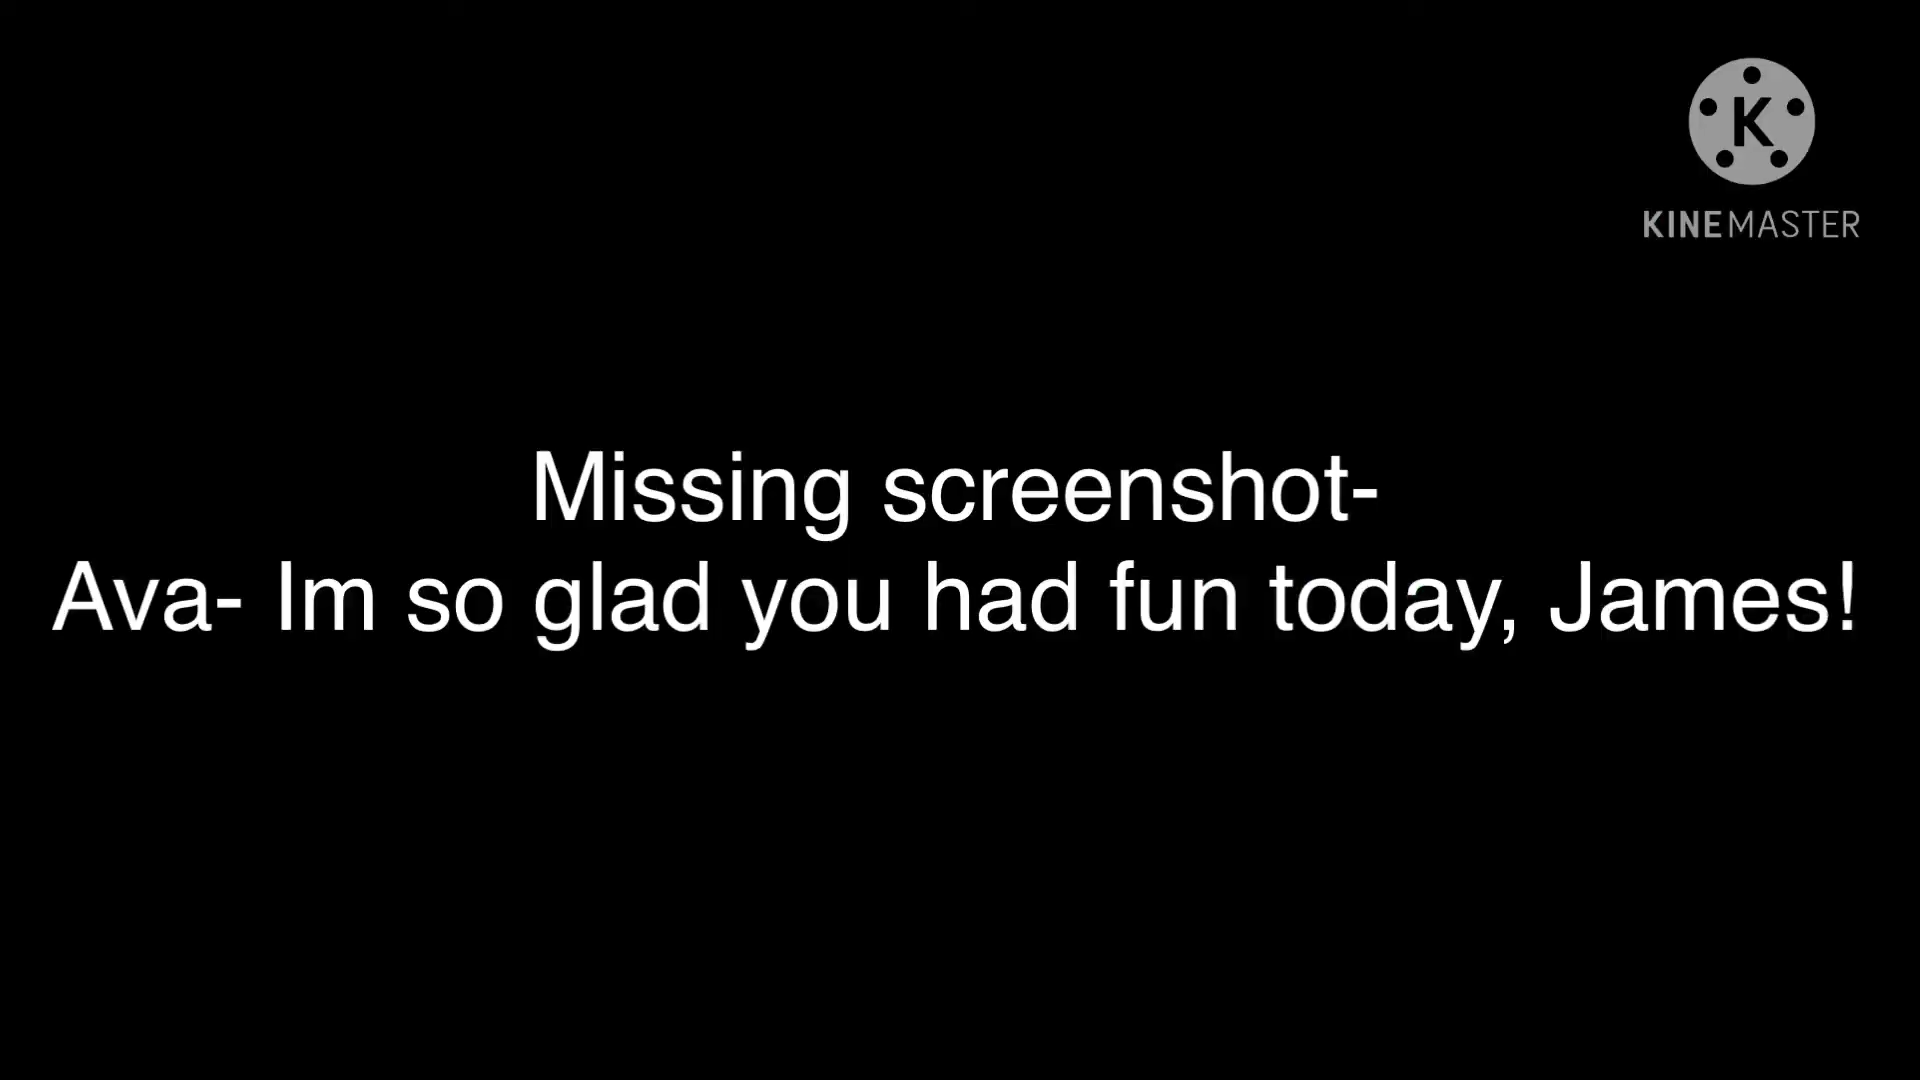 K
KINEMASTER
Missing screenshot-
Ava- Im so glad you had fun today, James!